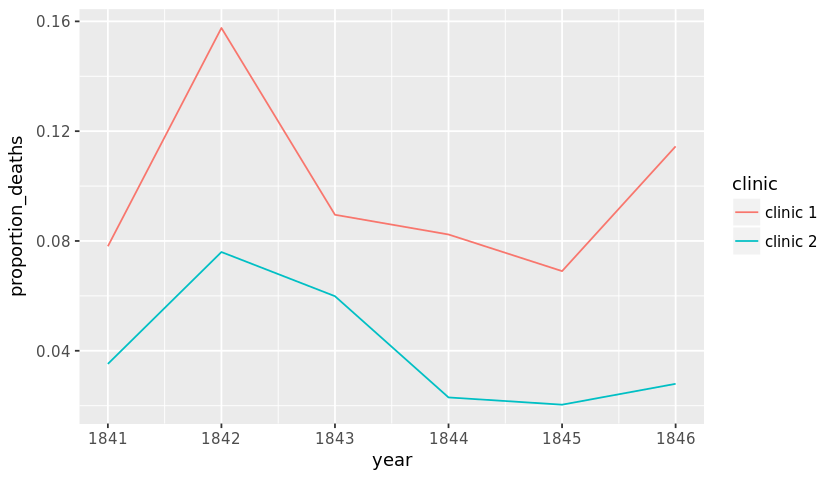 proportion_deaths
0.16
0.12
0.08
0.04
1841 1842 1843 1844 1845 1846
year
clinic
clinic 1
clinic 2